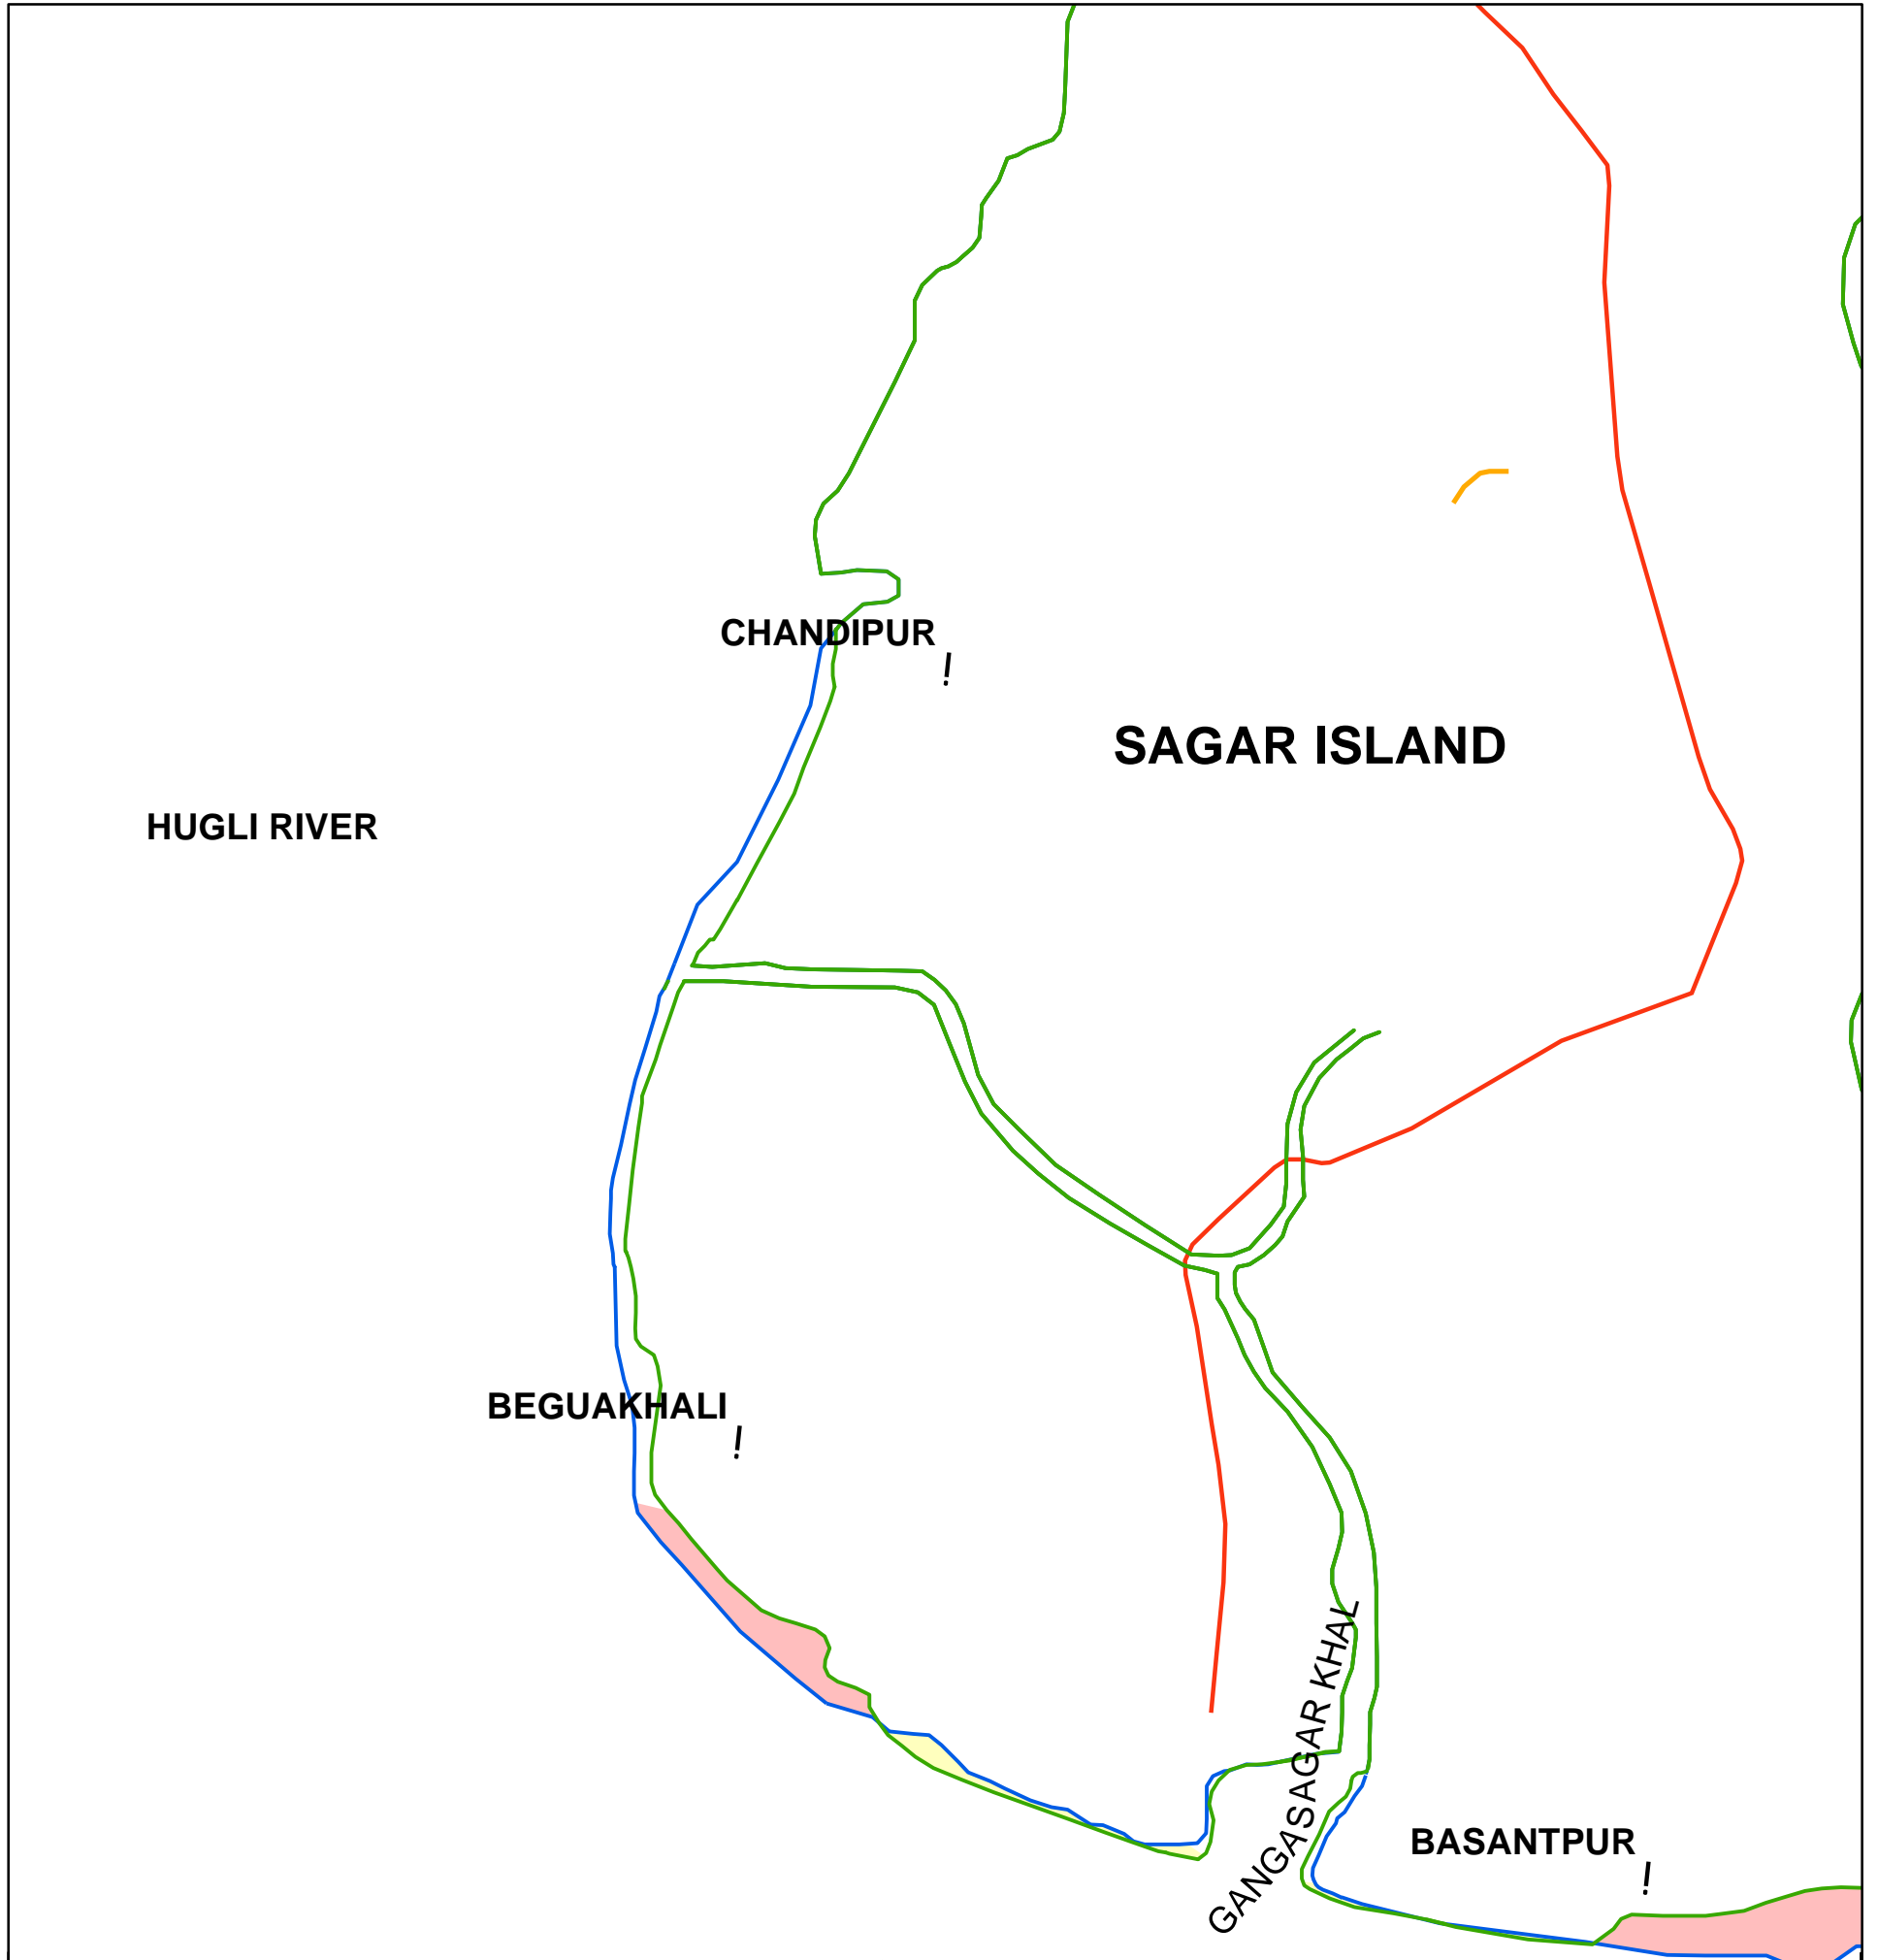 CHANDIPUR
!
SAGAR ISLAND
HUGLI RIVER
BEGUAKHALI
!
GANGASAGAR KHAL
BASANTPUR
!